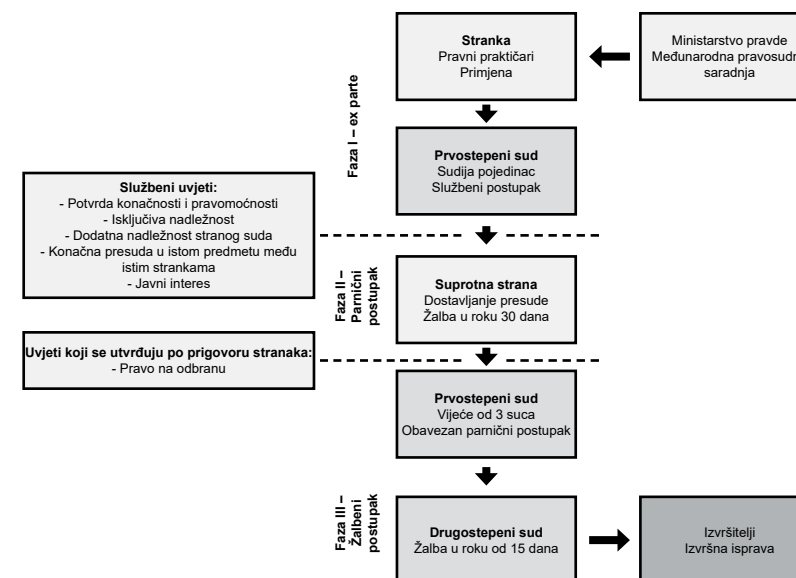 Stranka
Pravni praktičari
Primjena
Ministarstvo pravde
Međunarodna pravosudn
saradnja
Faza I – ex parte
Prvostepeni sud
Sudija pojedinac
Službeni postupak
Službeni uvjeti:
- Potvrda konačnosti i pravomoćnosti
- Isključiva nadležnost
- Dodatna nadležnost stranog suda
- Konačna presuda u istom predmetu među
istim strankama
- Javni interes
Faza II –
Parnični
postupak
Suprotna strana
Dostavljanje presude
Žalba u roku 30 dana
Uvjeti koji se utvrđuju po prigovoru stranaka:
- Pravo na odbranu
Prvostepeni sud
Vijeće od 3 suca
Obavezan parnični postupak
Faza III –
Žalbeni
postupak
Drugostepeni sud
Žalba u roku od 15 dana
Izvršitelji
Izvršna isprava